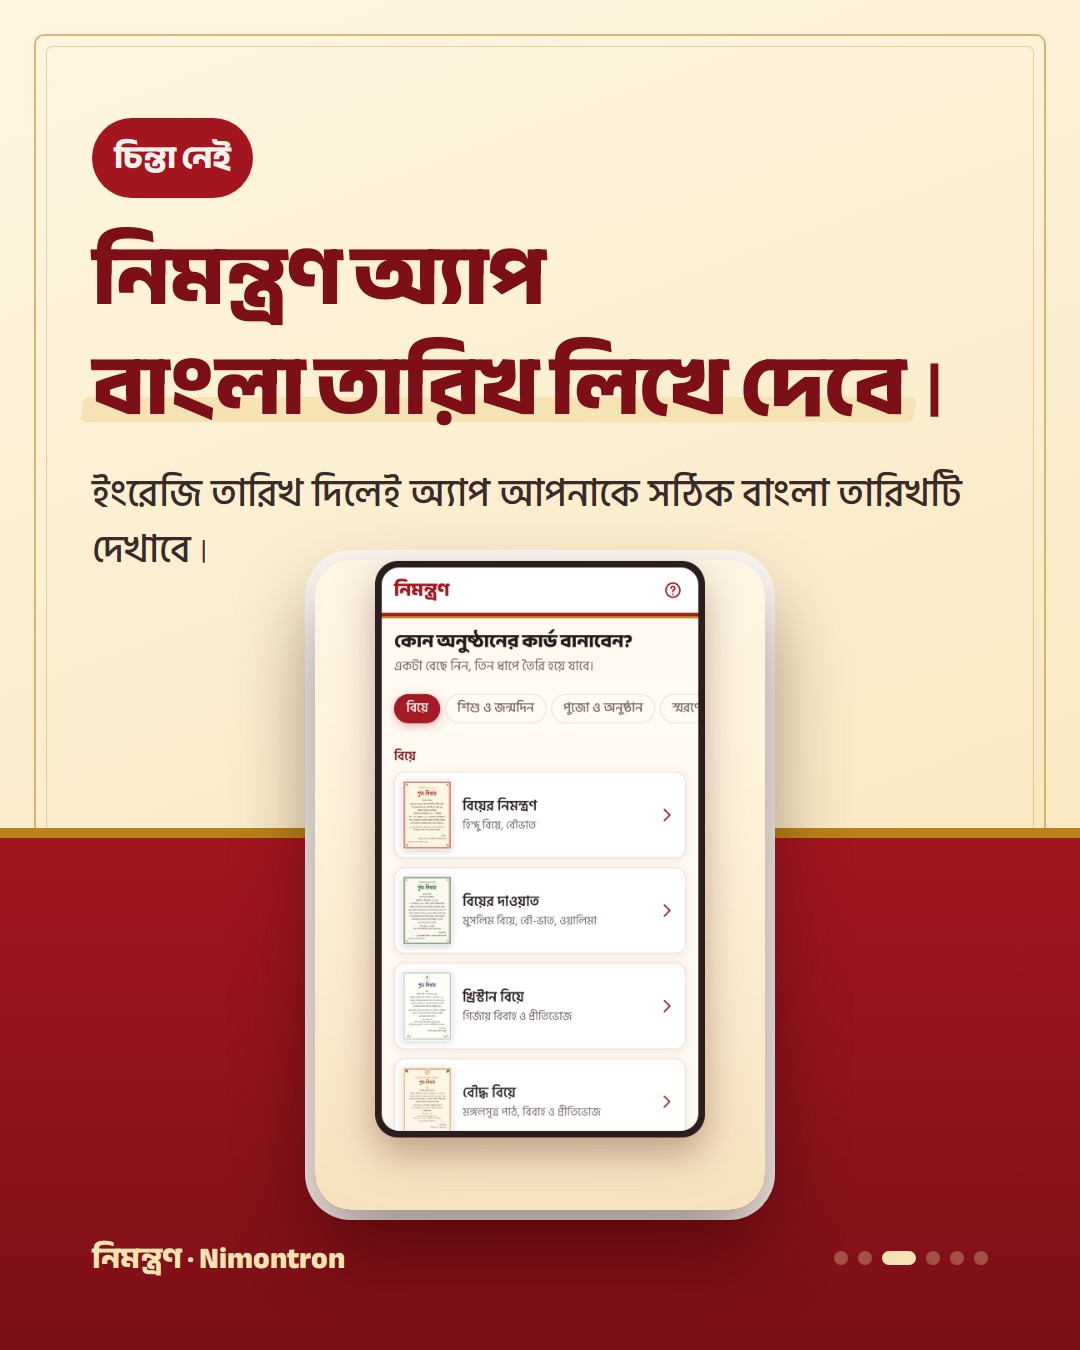 চিন্তা নেই
নিমন্ত্রণ অ্যাপ
বাংলা তারিখ লিখে দেবে।
ইংরেজি তারিখ দিলেই অ্যাপ আপনাকে সঠিক বাংলা তারিখটি
দেখাবে।
নিমন্ত্রণ
কোন অনুষ্ঠানের কার্ড বানাবেন?
একটা বেছে নিন, তিন ধাপে তৈরি হয়ে যাবে।
বিয়ে
শিশু ও জন্মদিন
পুজো ও অনুষ্ঠান
বিয়ে
বিয়ের নিমন্ত্রণ
হিন্দু বিয়ে, বৌভাত
বিয়ের দাওয়াত
মুসলিম বিয়ে, বৌ-ভাত, ওয়ালিমা
খ্রিস্টান বিয়ে
গির্জায় বিবাহ ও প্রীতিভোজ
বৌদ্ধ বিয়ে
মঙ্গলসূত্র পাঠ, বিবাহ ও প্রীতিভোজ
নিমন্ত্রণ · Nimontron